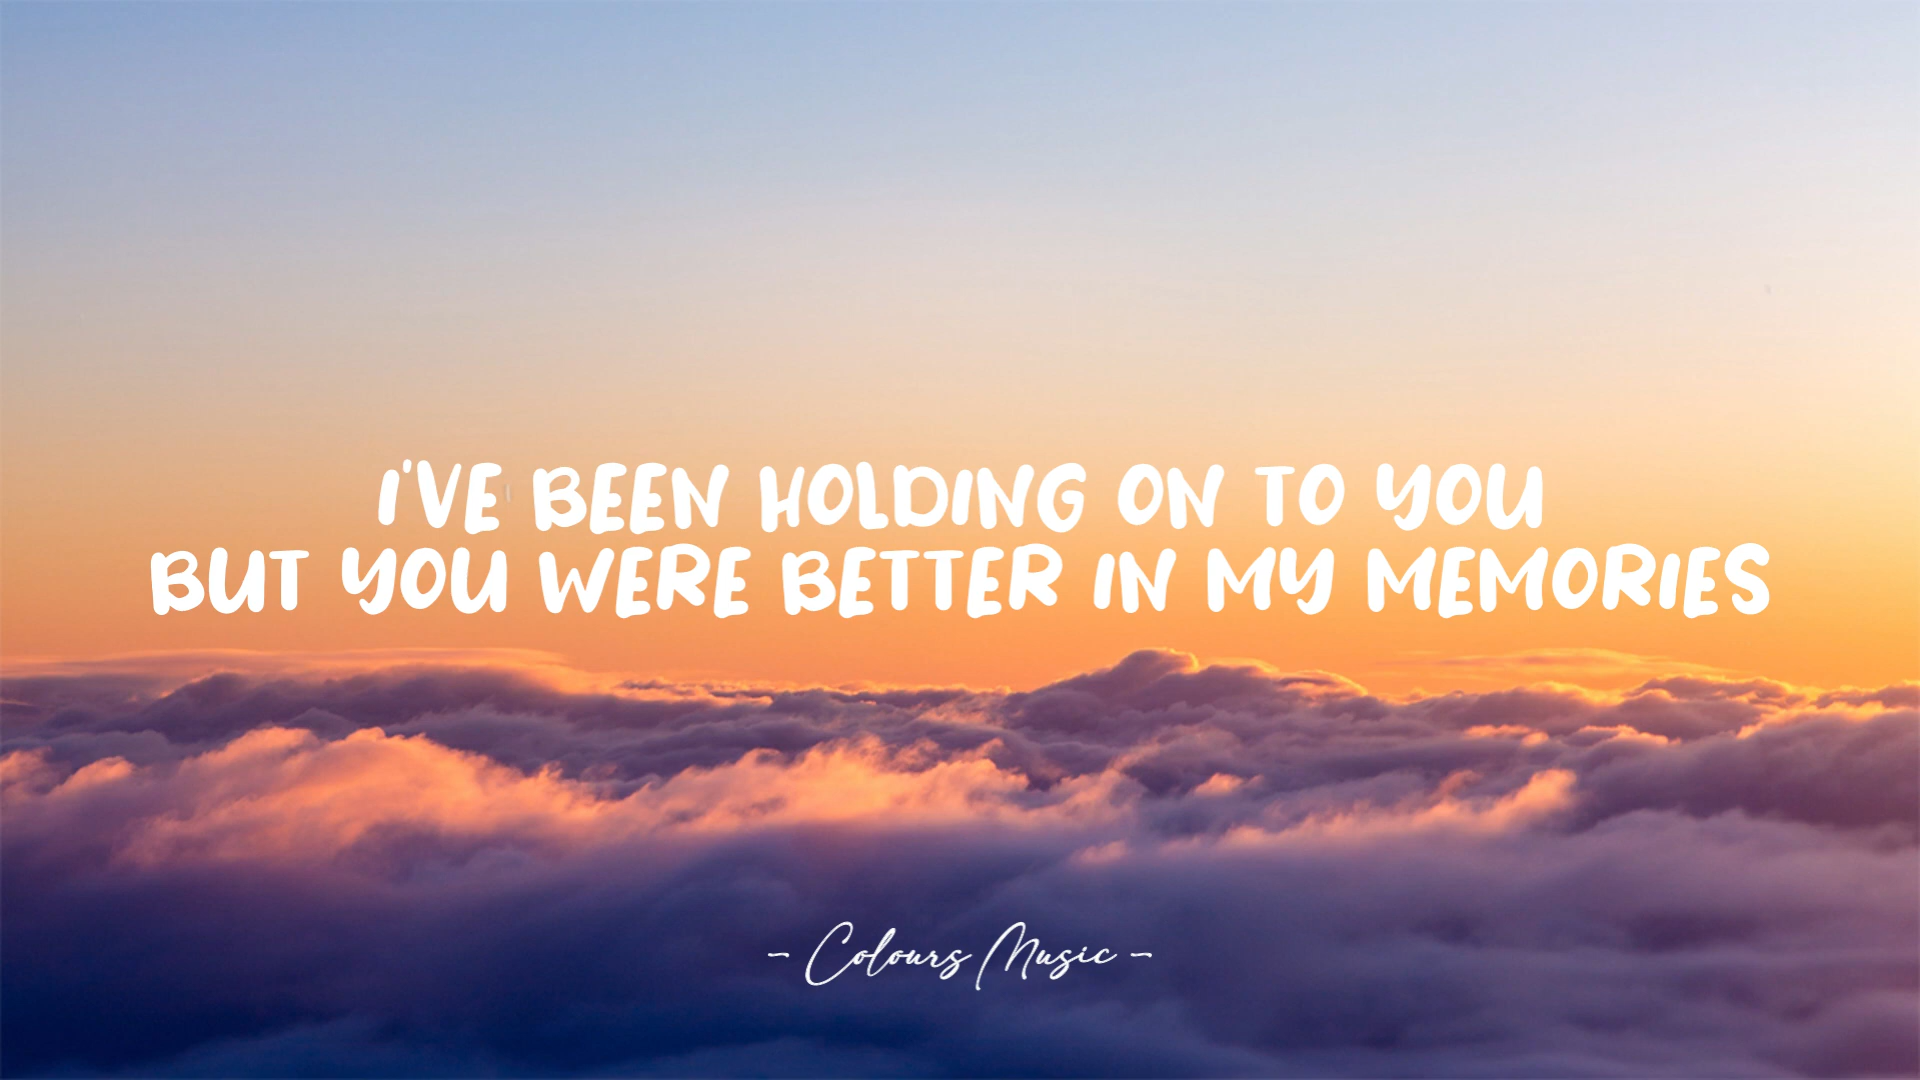 I'VE BEEN HOLDING ON TO YOU
BUT YOU WERE BETTER IN MY MEMORIES
- Colours Music -